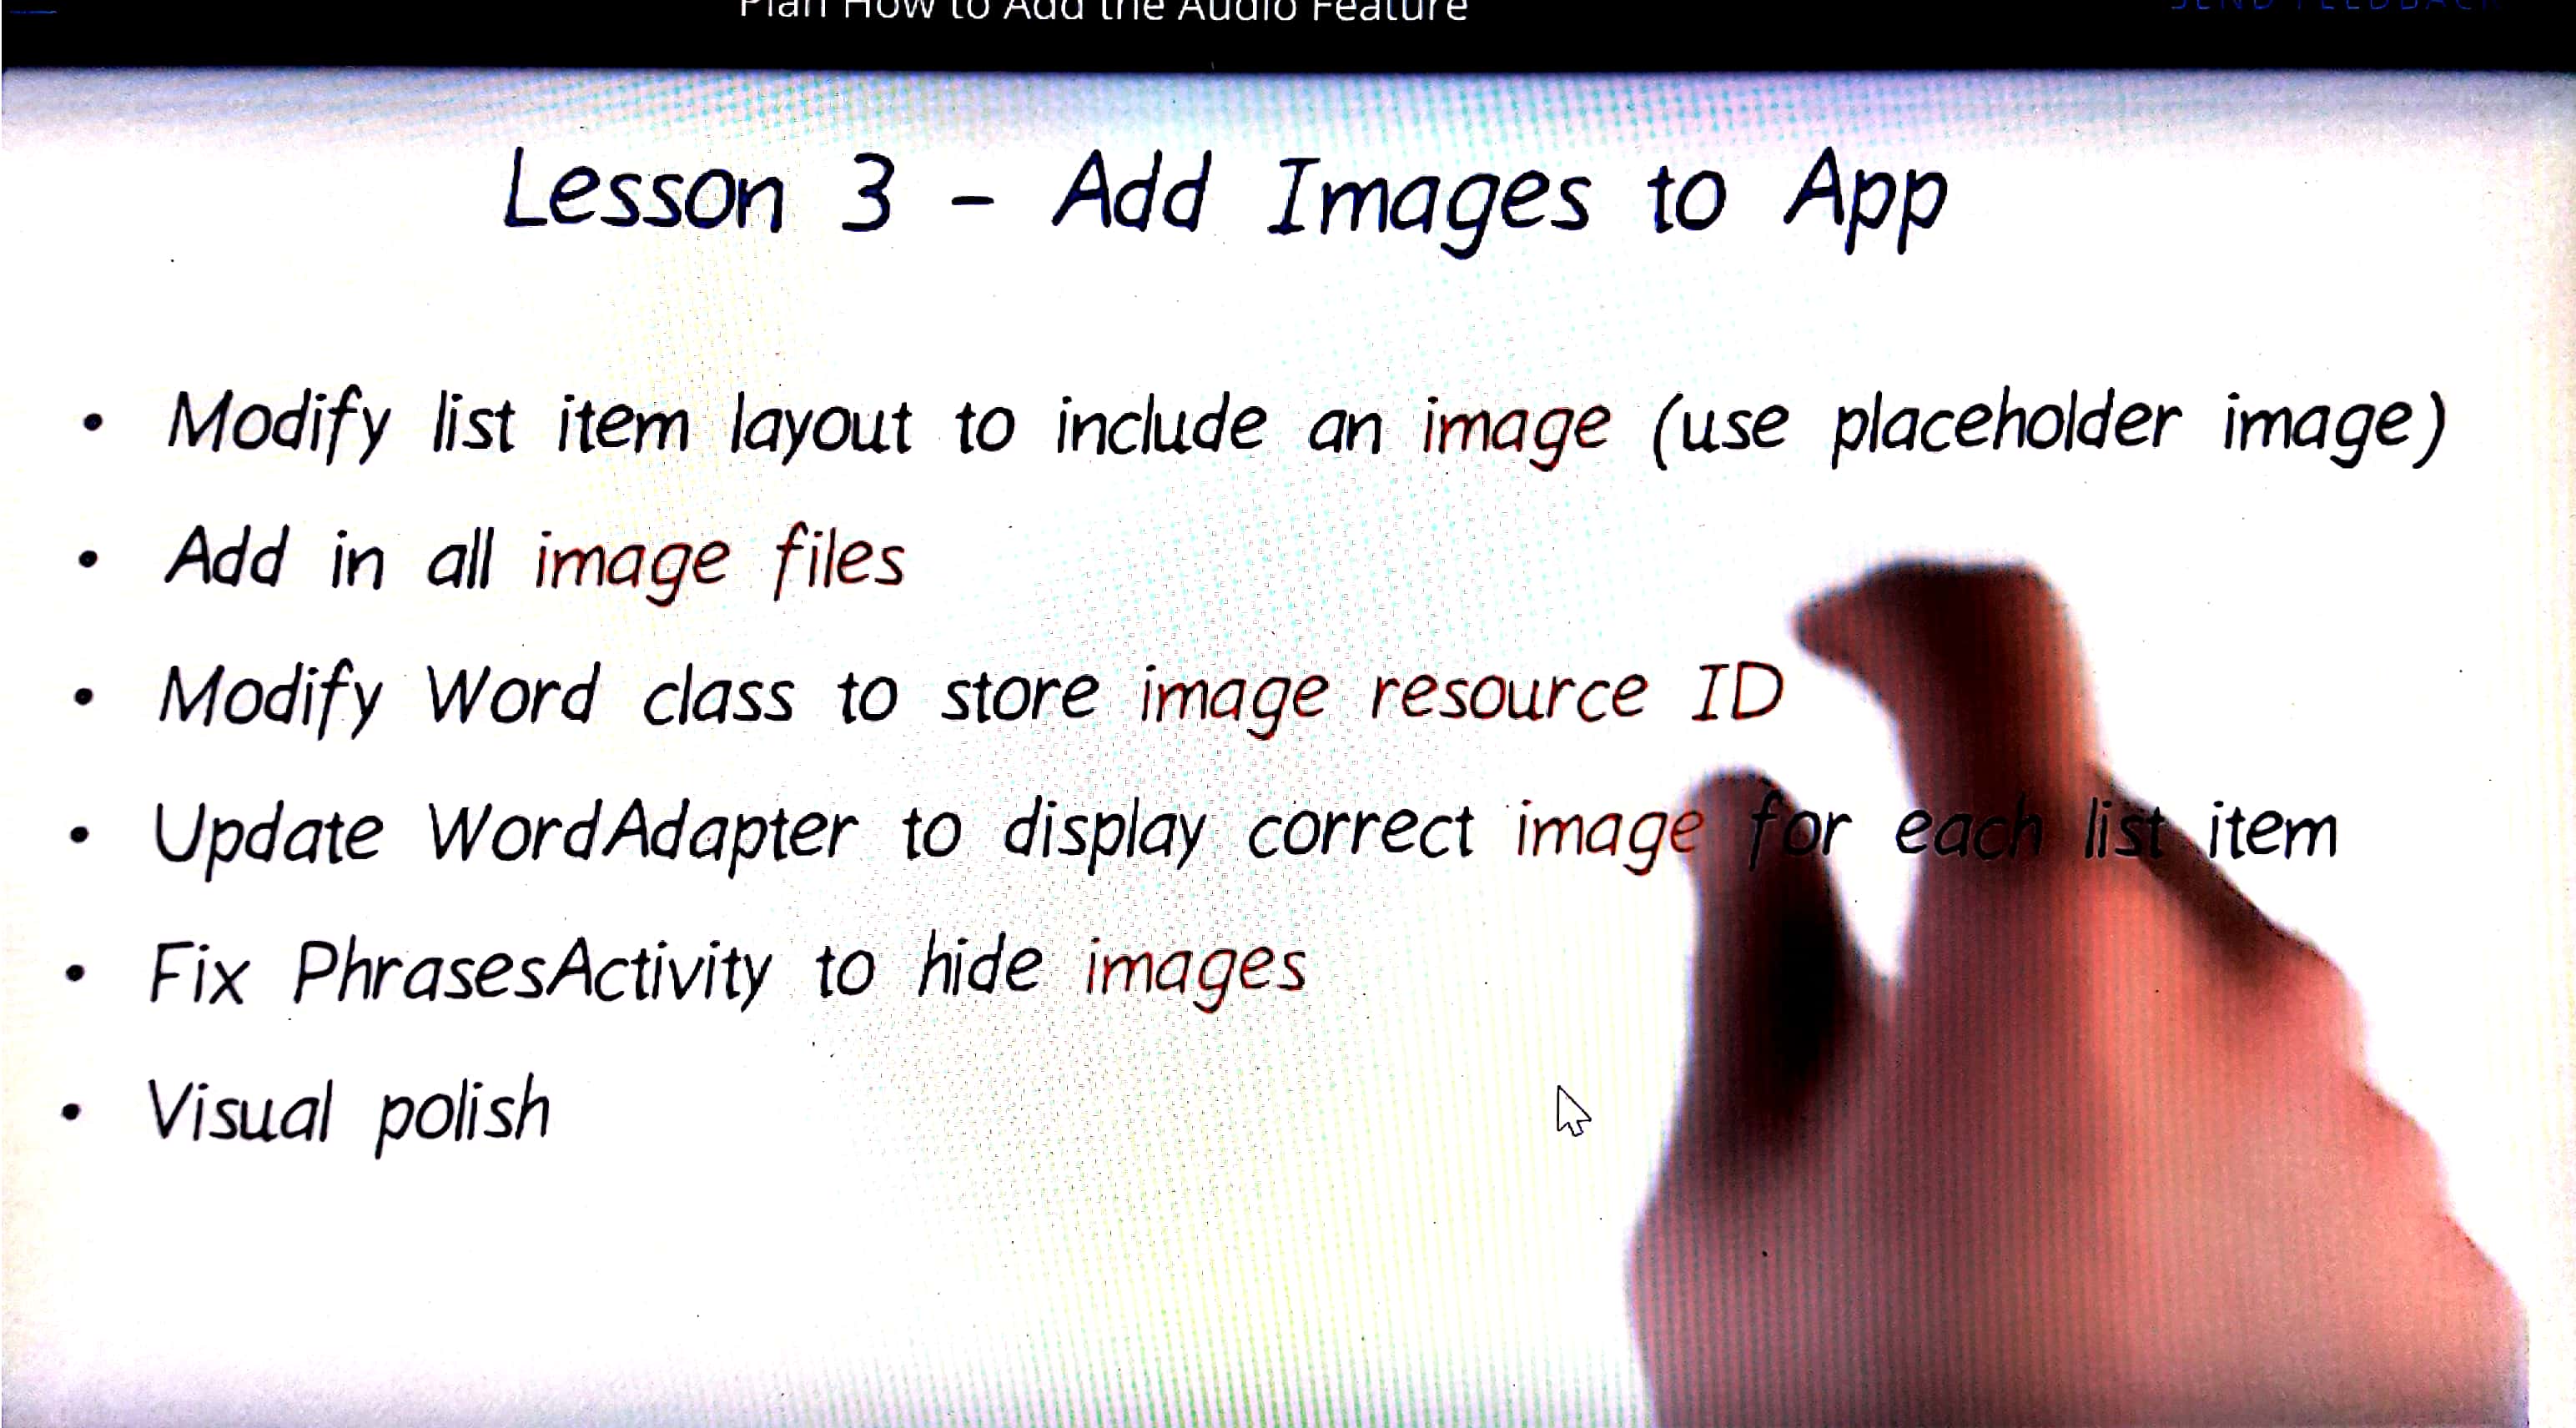 Plan How to Add the Audio Feature
SEND FEEDBACK
Lesson 3 - Add Images to App
• Modify list item layout to include an image (use placeholder image)
• Add in all image files
• Modify Word class to store image resource ID
• Update WordAdapter to display correct image for each list item
• Fix PhrasesActivity to hide images
• Visual polish